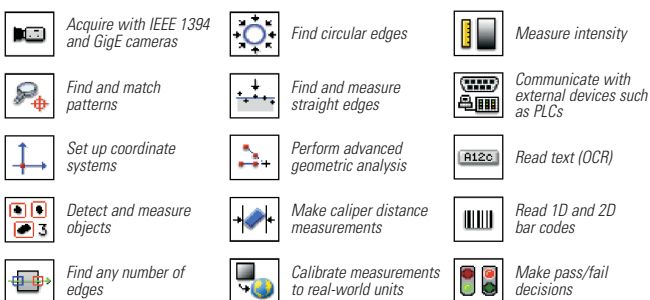 Acquire with IEEE 1394
and GigE cameras
Find and match
patterns
Set up coordinate
systems
Detect and measure
objects
3
Find any number of
edges
Find circular edges
Find and measure
straight edges
Perform advanced
geometric analysis
Make caliper distance
measurements
Calibrate measurements
to real-world units
Measure intensity
Communicate with
external devices such
as PLCs
A12c
Read text (OCR)
Read 1D and 2D
bar codes
Make pass/fail
decisions